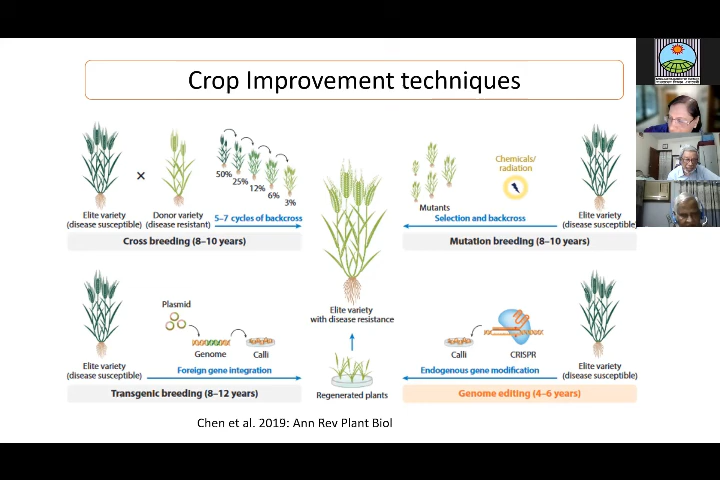 Crop Improvement techniques
50%
25%
12%
6%
3%
Elite variety
(disease susceptible)
Donor variety
(disease resistant)
5–7 cycles of backcross
Cross breeding (8–10 years)
Mutants
Chemicals/
radiation
Selection and backcross
Elite variety
(disease susceptible)
Mutation breeding (8–10 years)
Elite variety
with disease resistance
Plasmid
Genome
Calli
Elite variety
(disease susceptible)
Foreign gene integration
Transgenic breeding (8–12 years)
Regenerated plants
Calli
CRISPR
Endogenous gene modification
Elite variety
(disease susceptible)
Genome editing (4–6 years)
Chen et al. 2019: Ann Rev Plant Biol